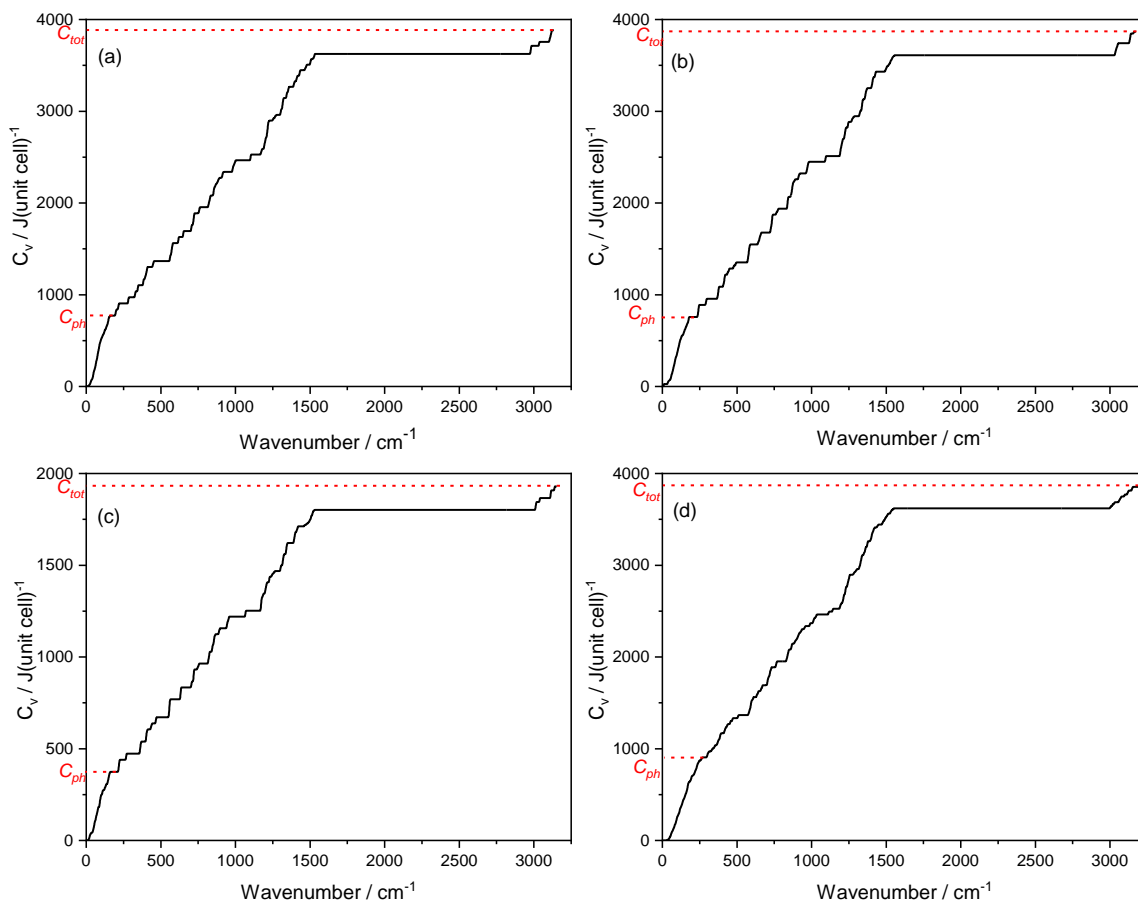 4000
C_tot
(a)
3000
2000
1000
C_ph
0
C_v / J(unit cell)^-1
0 500 1000 1500 2000 2500 3000
Wavenumber / cm^-1
4000
C_tot
(b)
3000
2000
1000
C_ph
0
C_v / J(unit cell)^-1
0 500 1000 1500 2000 2500 3000
Wavenumber / cm^-1
2000
C_tot
(c)
1500
1000
500
C_ph
0
C_v / J(unit cell)^-1
0 500 1000 1500 2000 2500 3000
Wavenumber / cm^-1
4000
C_tot
(d)
3000
2000
1000
C_ph
0
C_v / J(unit cell)^-1
0 500 1000 1500 2000 2500 3000
Wavenumber / cm^-1